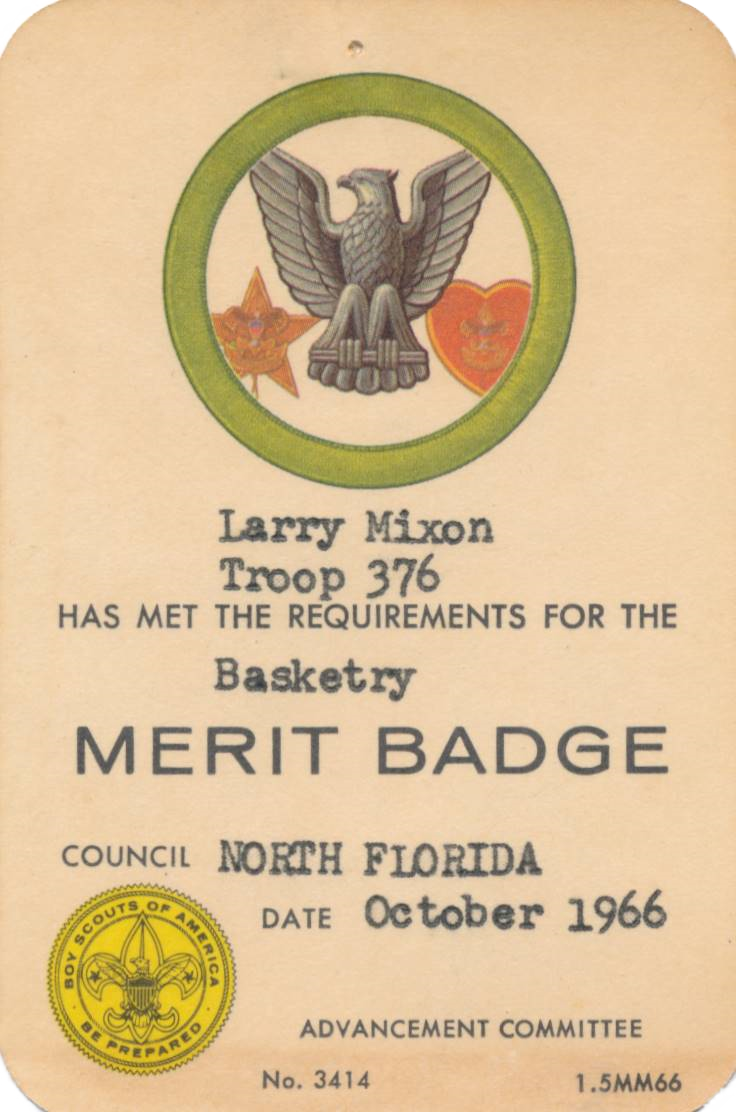 Larry Mixon
Troop 376
HAS MET THE REQUIREMENTS FOR THE
Basketry
MERIT BADGE
COUNCIL NORTH FLORIDA
DATE October 1966
BOY SCOUTS OF AMERICA
BE PREPARED
ADVANCEMENT COMMITTEE
No. 3414 1.5MM66